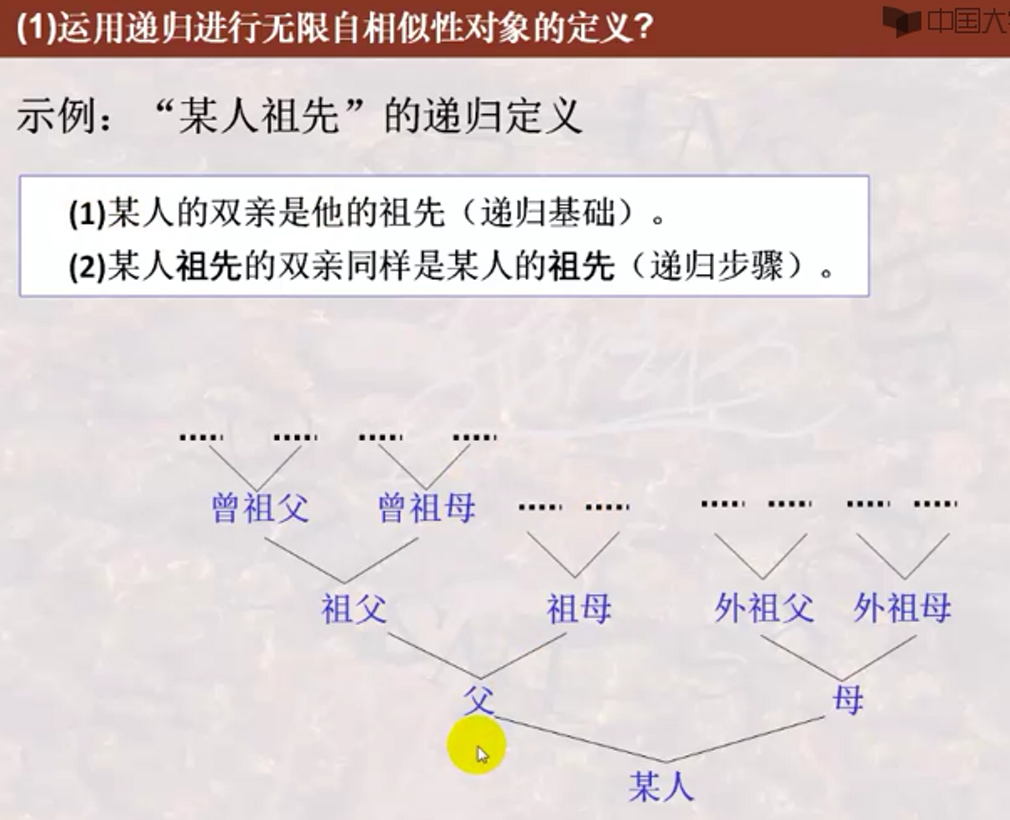 (1)运用递归进行无限自相似性对象的定义?
中国大
示例：“某人祖先”的递归定义
(1)某人的双亲是他的祖先（递归基础）。
(2)某人祖先的双亲同样是某人的祖先（递归步骤）。
曾祖父 曾祖母
祖父 祖母 外祖父 外祖母
父 母
某人